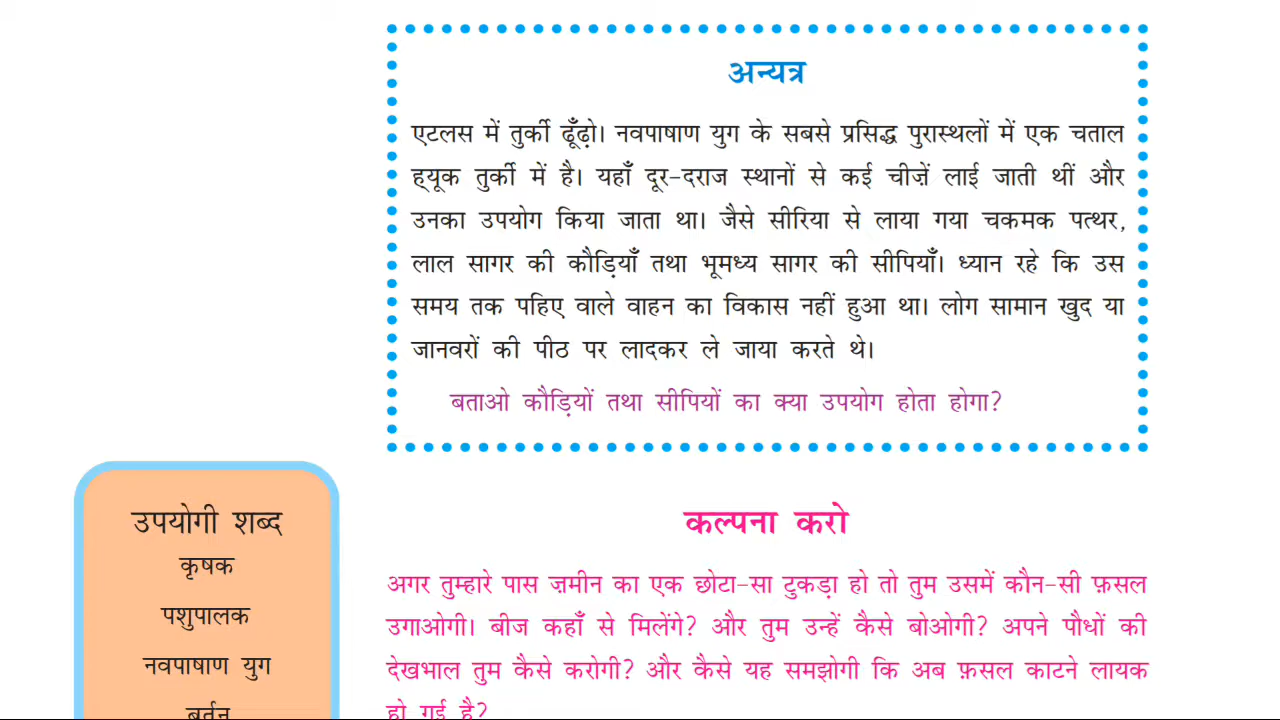 अन्यत्र
एटलस में तुर्की ढूँढ़ो। नवपाषाण युग के सबसे प्रसिद्ध पुरास्थलों में एक चताल
ह्यूक तुर्की में है। यहाँ दूर-दराज स्थानों से कई चीज़ें लाई जाती थीं और
उनका उपयोग किया जाता था। जैसे सीरिया से लाया गया चकमक पत्थर,
लाल सागर की कौड़ियाँ तथा भूमध्य सागर की सीपियाँ। ध्यान रहे कि उस
समय तक पहिए वाले वाहन का विकास नहीं हुआ था। लोग सामान खुद या
जानवरों की पीठ पर लादकर ले जाया करते थे।
बताओ कौड़ियों तथा सीपियों का क्या उपयोग होता होगा?
उपयोगी शब्द
कृषक
पशुपालक
नवपाषाण युग
बर्तन
कल्पना करो
अगर तुम्हारे पास ज़मीन का एक छोटा-सा टुकड़ा हो तो तुम उसमें कौन-सी फ़सल
उगाओगी। बीज कहाँ से मिलेंगे? और तुम उन्हें कैसे बोओगी? अपने पौधों की
देखभाल तुम कैसे करोगी? और कैसे यह समझोगी कि अब फ़सल काटने लायक
हो गई है?